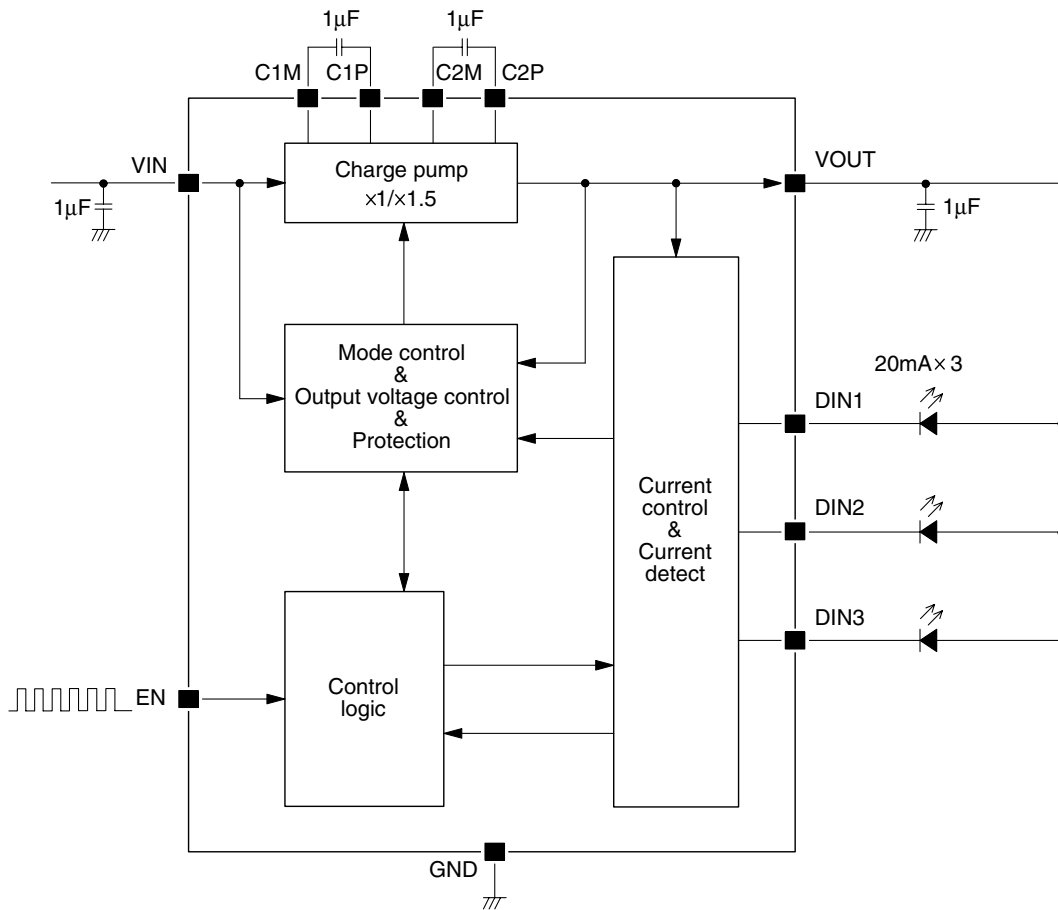 1μF
1μF
C1M
C1P
C2M
C2P
VIN
Charge pump
×1/×1.5
VOUT
1μF
1μF
Mode control
&
Output voltage control
&
Protection
20mA×3
DIN1
Current
control
&
Current
detect
DIN2
DIN3
EN
Control
logic
GND